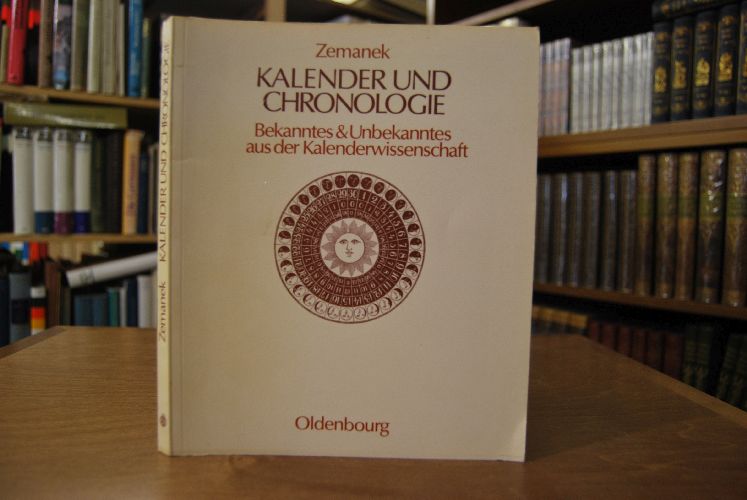 Zemanek
KALENDER UND
CHRONOLOGIE
Bekanntes & Unbekanntes
aus der Kalenderwissenschaft
Oldenbourg
Zemanek KALENDER UND CHRONOLOGIE